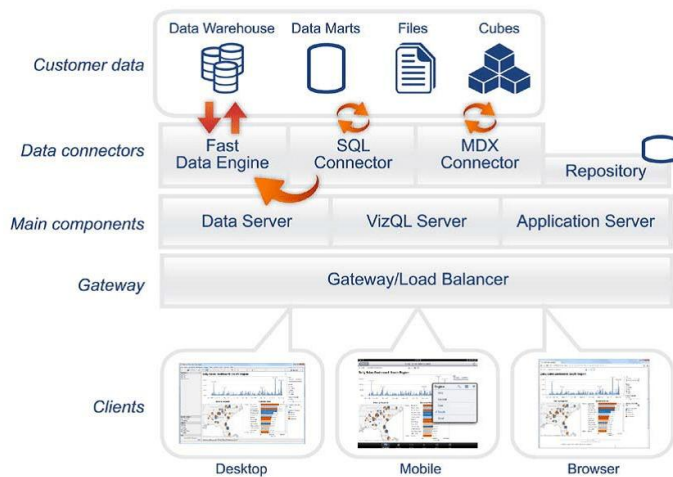 Data Warehouse
Data Marts
Files
Cubes
Customer data
Data connectors
Fast
Data Engine
SQL
Connector
MDX
Connector
Repository
Main components
Data Server
VizQL Server
Application Server
Gateway
Gateway/Load Balancer
Clients
Desktop
Mobile
Browser